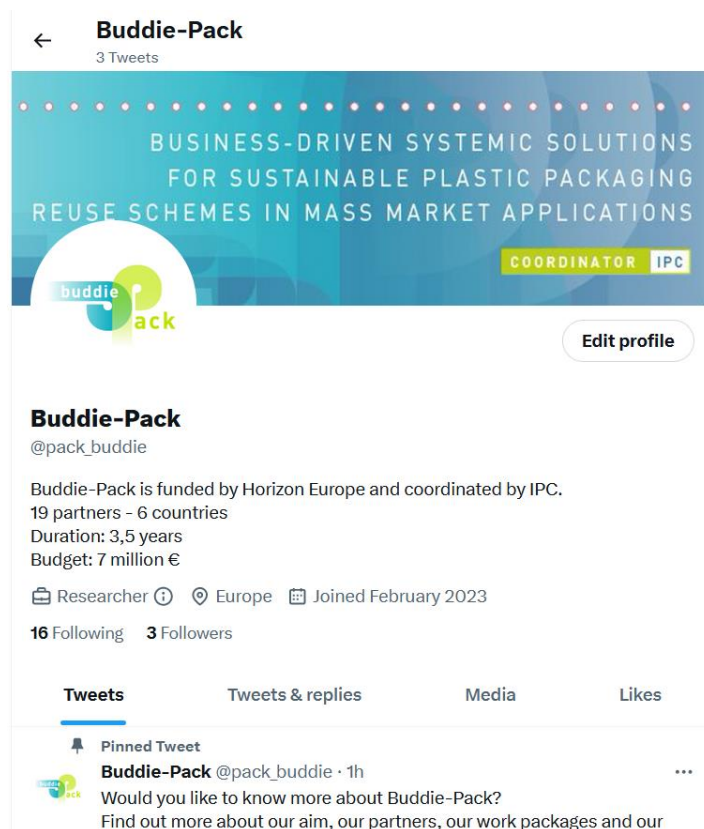 Buddie-Pack
3 Tweets
BUSINESS-DRIVEN SYSTEMIC SOLUTIONS
FOR SUSTAINABLE PLASTIC PACKAGING
REUSE SCHEMES IN MASS MARKET APPLICATIONS
COORDINATOR IPC
buddie
Pack
Edit profile
Buddie-Pack
@pack_buddie
Buddie-Pack is funded by Horizon Europe and coordinated by IPC.
19 partners - 6 countries
Duration: 3,5 years
Budget: 7 million €
Researcher Europe Joined February 2023
16 Following 3 Followers
Tweets Tweets & replies Media Likes
Pinned Tweet
Buddie-Pack @pack_buddie · 1h
buddie
Pack
Would you like to know more about Buddie-Pack?
Find out more about our aim, our partners, our work packages and our